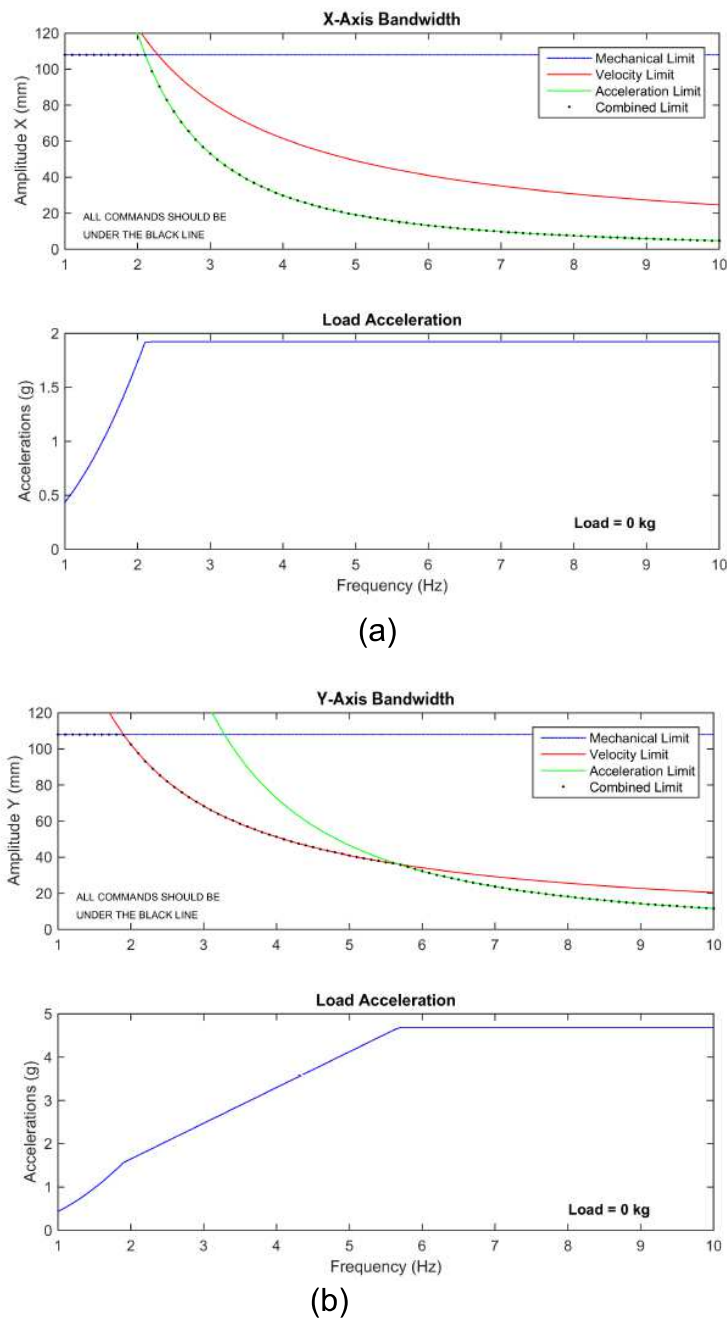 X-Axis Bandwidth
120
100
80
60
40
20
0
Amplitude X (mm)
Mechanical Limit
Velocity Limit
Acceleration Limit
Combined Limit
ALL COMMANDS SHOULD BE
UNDER THE BLACK LINE
1 2 3 4 5 6 7 8 9 10
Load Acceleration
2
1.5
1
0.5
0
Accelerations (g)
Load = 0 kg
1 2 3 4 5 6 7 8 9 10
Frequency (Hz)
(a)
Y-Axis Bandwidth
120
100
80
60
40
20
0
Amplitude Y (mm)
Mechanical Limit
Velocity Limit
Acceleration Limit
Combined Limit
ALL COMMANDS SHOULD BE
UNDER THE BLACK LINE
1 2 3 4 5 6 7 8 9 10
Load Acceleration
5
4
3
2
1
0
Accelerations (g)
Load = 0 kg
1 2 3 4 5 6 7 8 9 10
Frequency (Hz)
(b)